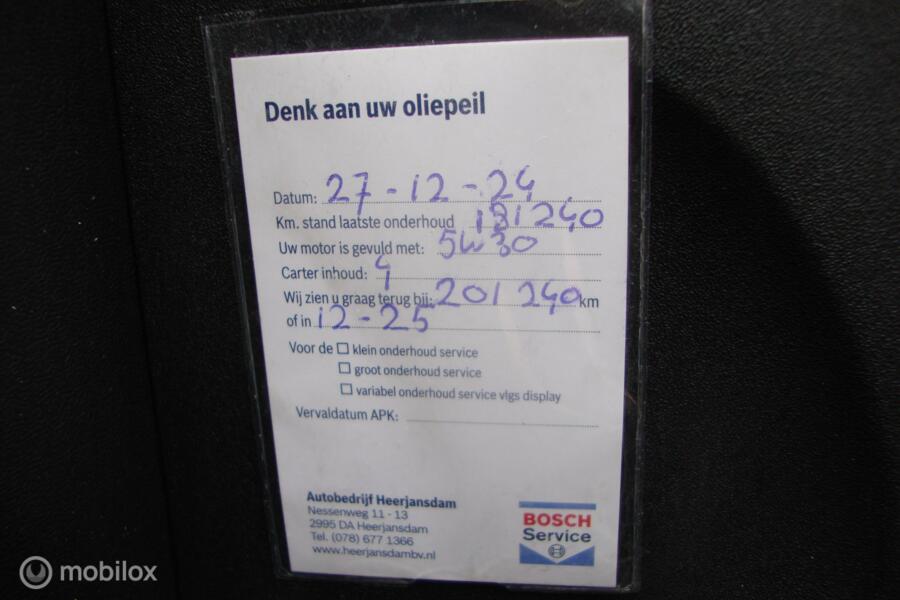 Denk aan uw oliepeil
Datum: 27-12-24
Km. stand laatste onderhoud 181240
Uw motor is gevuld met: 5W30
Carter inhoud: 4
Wij zien u graag terug bij: 201 240 km
of in 12-25
Voor de □ klein onderhoud service
□ groot onderhoud service
□ variabel onderhoud service vlgs display
Vervaldatum APK:
Autobedrijf Heerjansdam
Nessenweg 11 - 13
2995 DA Heerjansdam
Tel. (078) 677 1366
www.heerjansdambv.nl
BOSCH
Service
mobilox